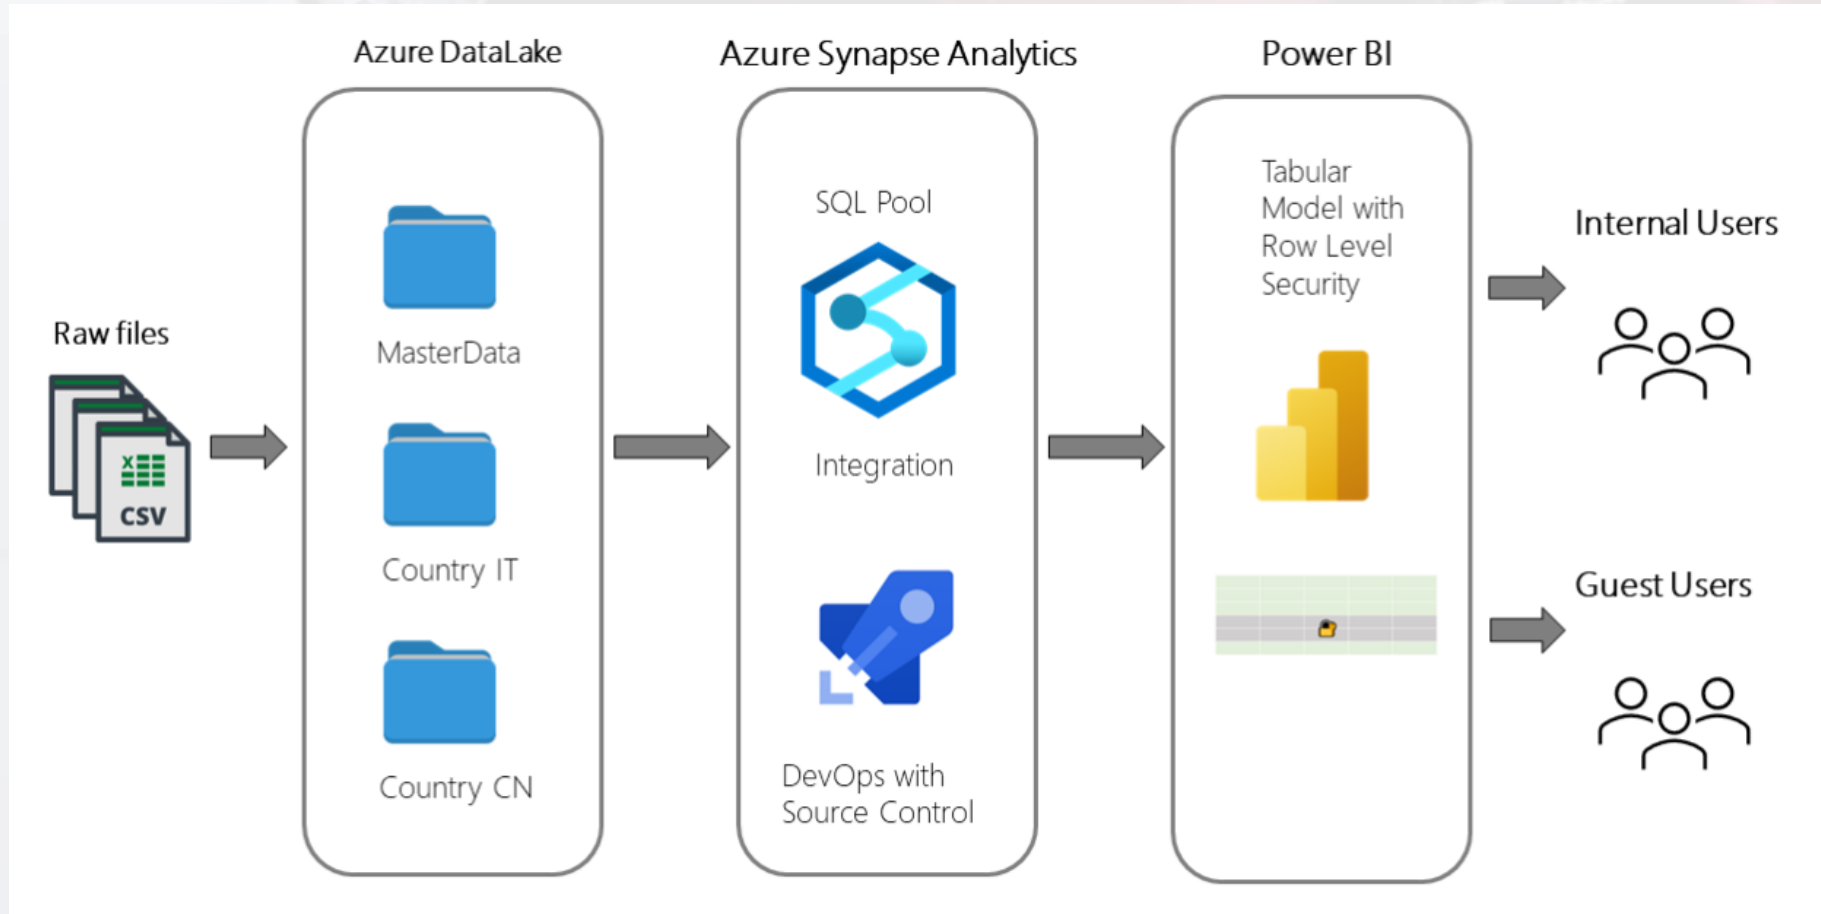 Azure DataLake
Azure Synapse Analytics
Power BI
Raw files
CSV
MasterData
Country IT
Country CN
SQL Pool
Integration
DevOps with
Source Control
Tabular
Model with
Row Level
Security
Internal Users
Guest Users